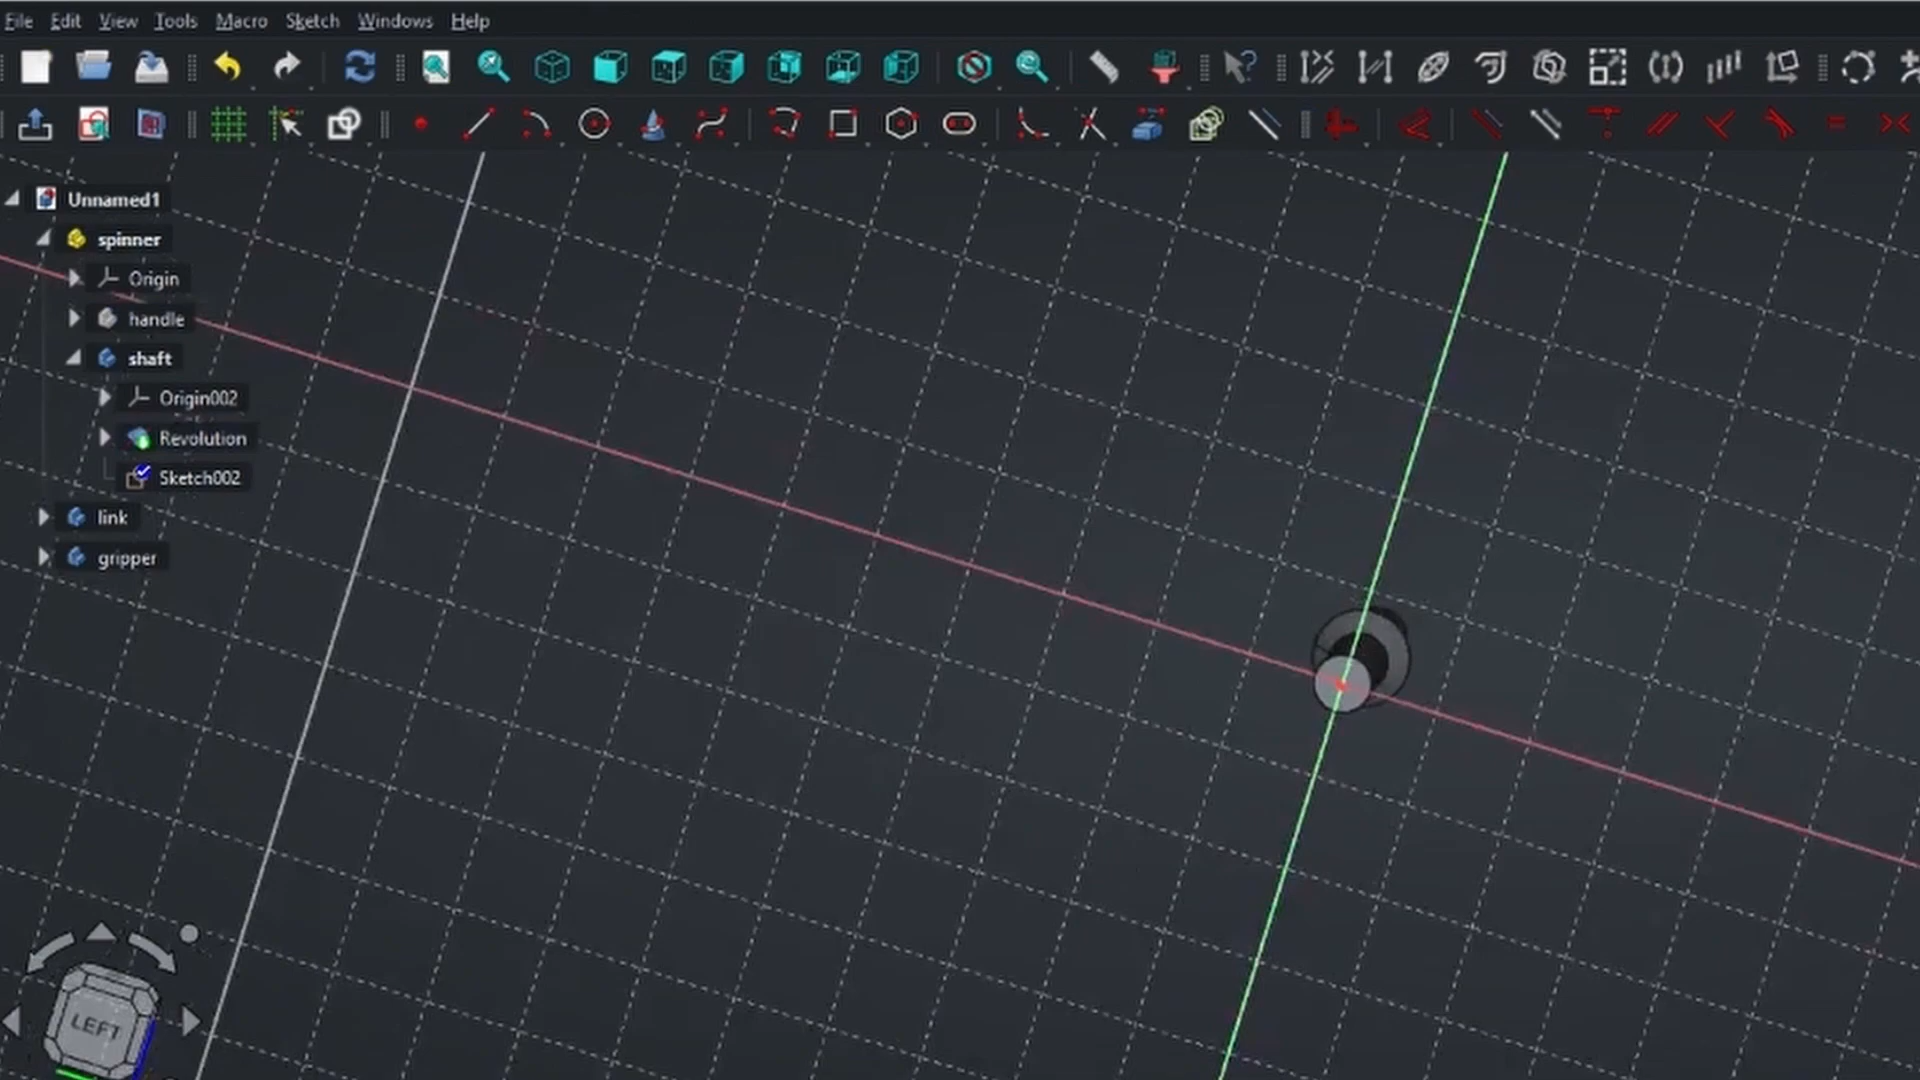 File Edit View Tools Macro Sketch Windows Help
Unnamed1
spinner
Origin
handle
shaft
Origin002
Revolution
Sketch002
link
gripper
LEFT